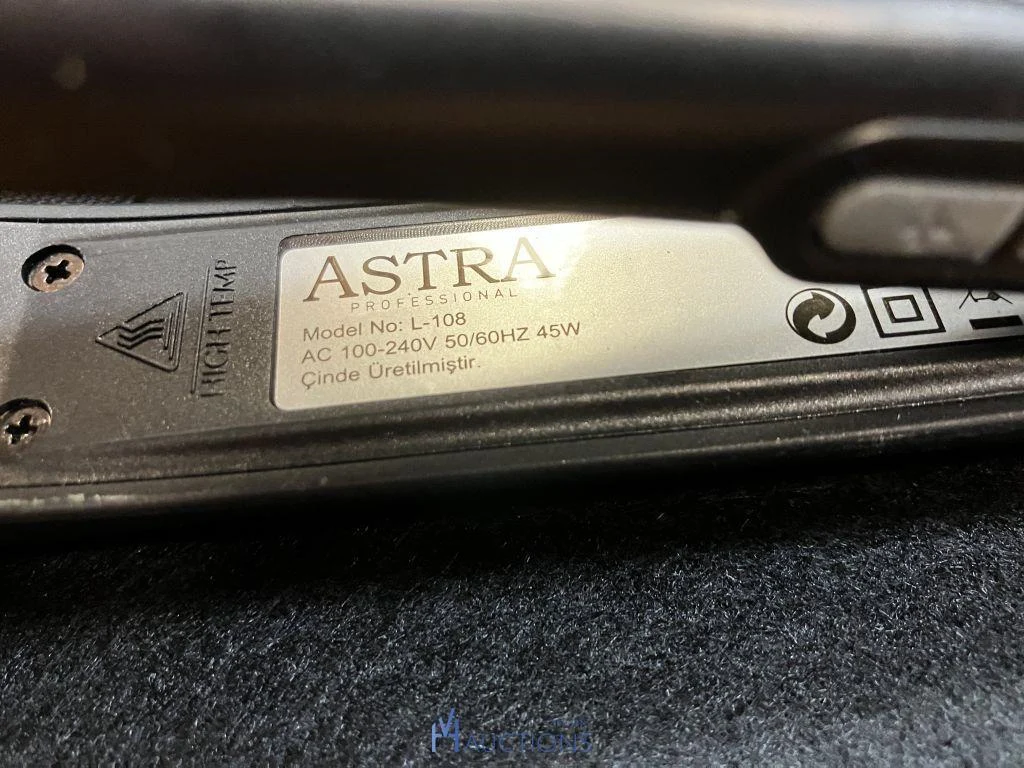 ASTRA
PROFESSIONAL
Model No: L-108
AC 100-240V 50/60HZ 45W
Çinde Üretilmiştir.
HIGH TEMP
AUCTIONS